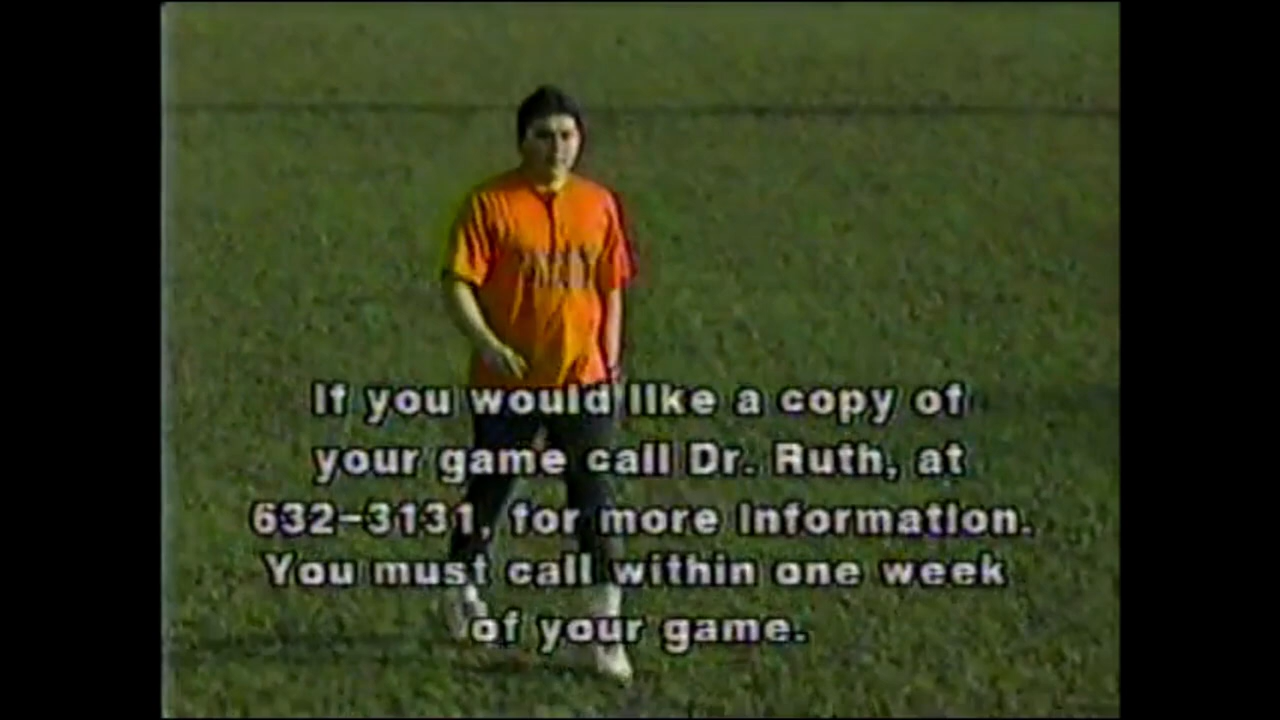 If you would like a copy of
your game call Dr. Ruth, at
632-3131, for more information.
You must call within one week
of your game.